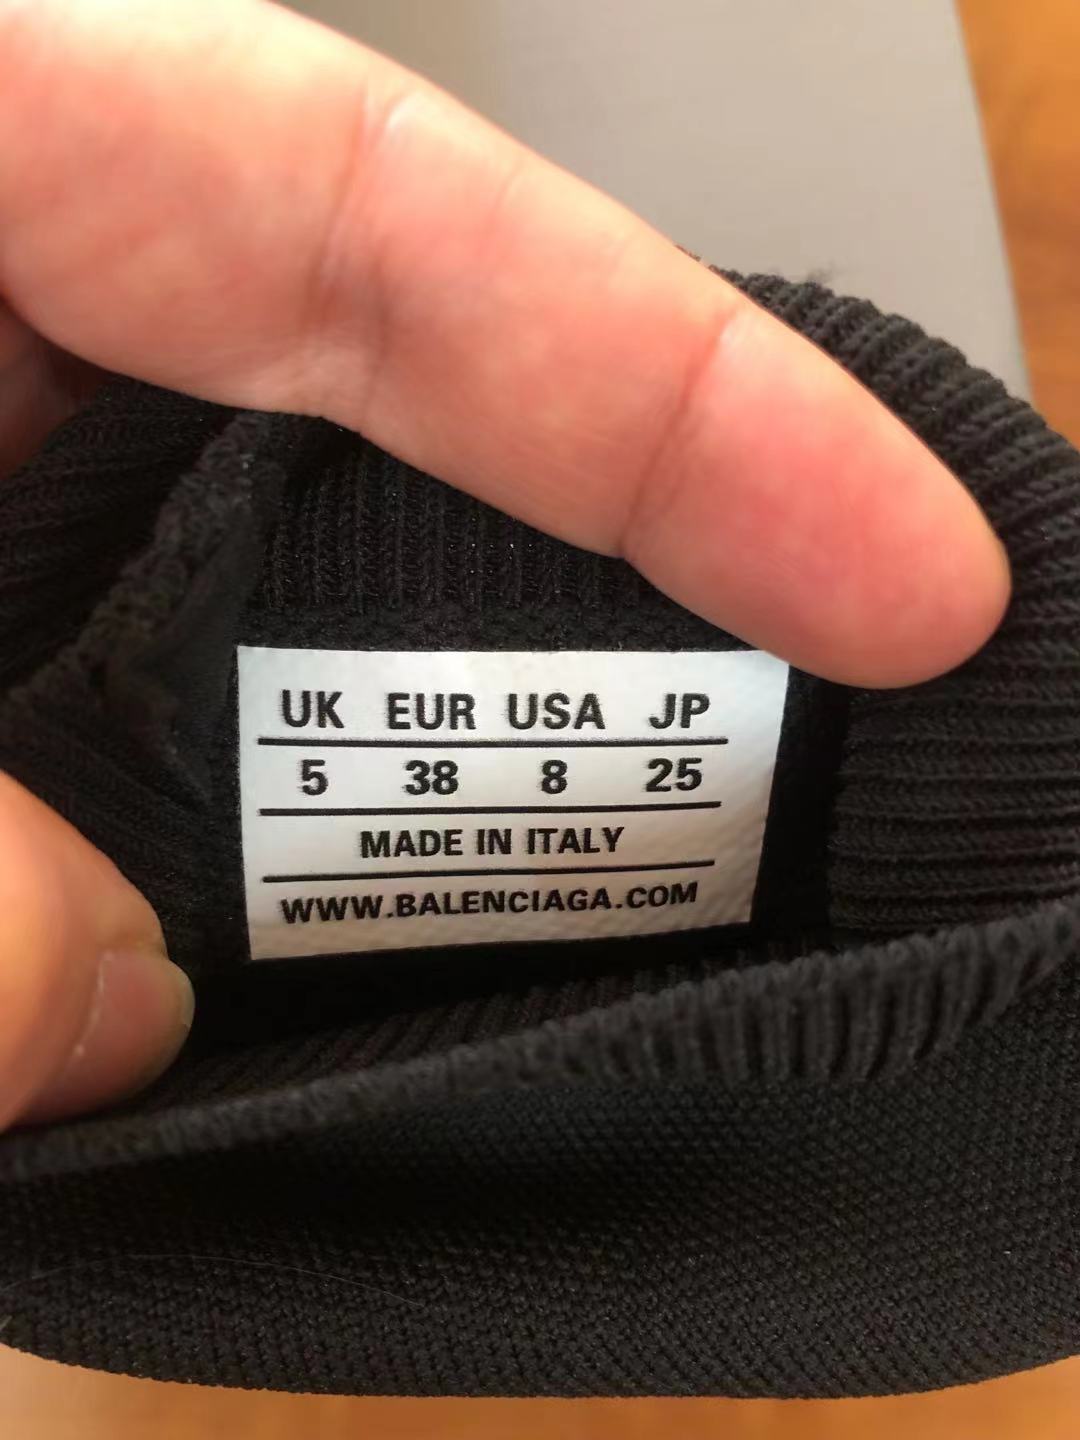 UK EUR USA JP
5 38 8 25
MADE IN ITALY
WWW.BALENCIAGA.COM